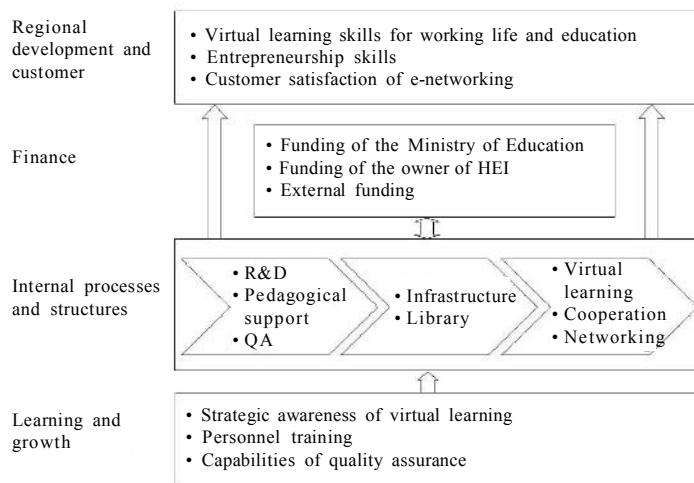 Regional
development and
customer
• Virtual learning skills for working life and education
• Entrepreneurship skills
• Customer satisfaction of e-networking
Finance
• Funding of the Ministry of Education
• Funding of the owner of HEI
• External funding
Internal processes
and structures
• R&D
• Pedagogical
support
• QA
• Infrastructure
• Library
• Virtual
learning
• Cooperation
• Networking
Learning and
growth
• Strategic awareness of virtual learning
• Personnel training
• Capabilities of quality assurance